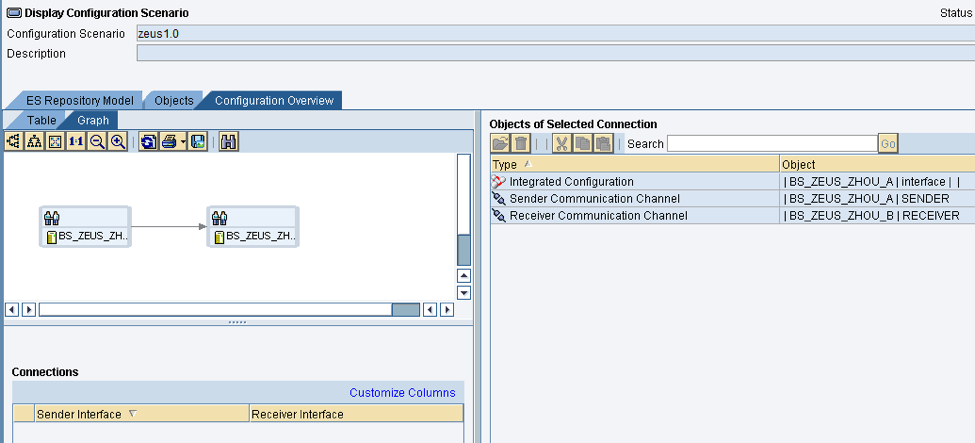 Display Configuration Scenario
Status
Configuration Scenario zeus1.0
Description
ES Repository Model Objects Configuration Overview
Table Graph
1:1
BS_ZEUS_ZH..
BS_ZEUS_ZH..
Connections
Customize Columns
Sender Interface Receiver Interface
Objects of Selected Connection
Search Go
Type Object
Integrated Configuration | BS_ZEUS_ZHOU_A | interface | |
Sender Communication Channel | BS_ZEUS_ZHOU_A | SENDER
Receiver Communication Channel | BS_ZEUS_ZHOU_B | RECEIVER